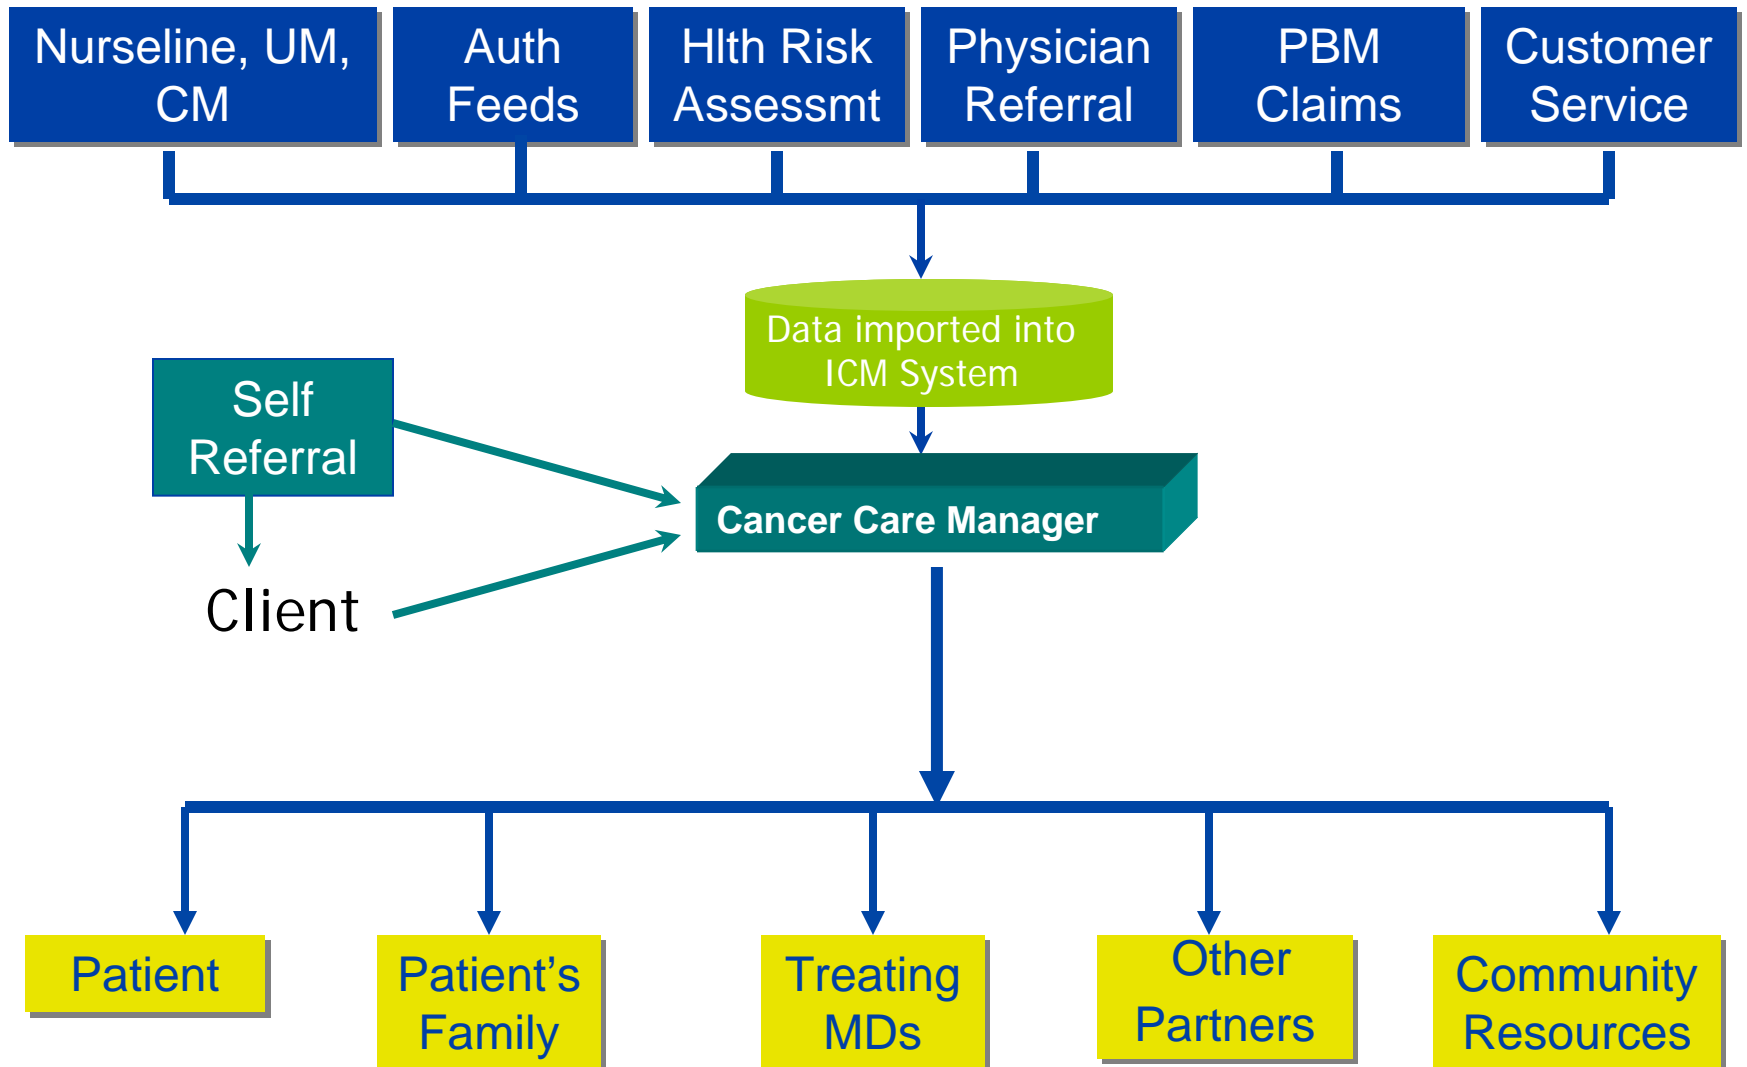 Nurseline, UM,
CM
Auth
Feeds
Hlth Risk
Assessmt
Physician
Referral
PBM
Claims
Customer
Service
Data imported into
ICM System
Self
Referral
Cancer Care Manager
Client
Patient
Patient’s
Family
Treating
MDs
Other
Partners
Community
Resources